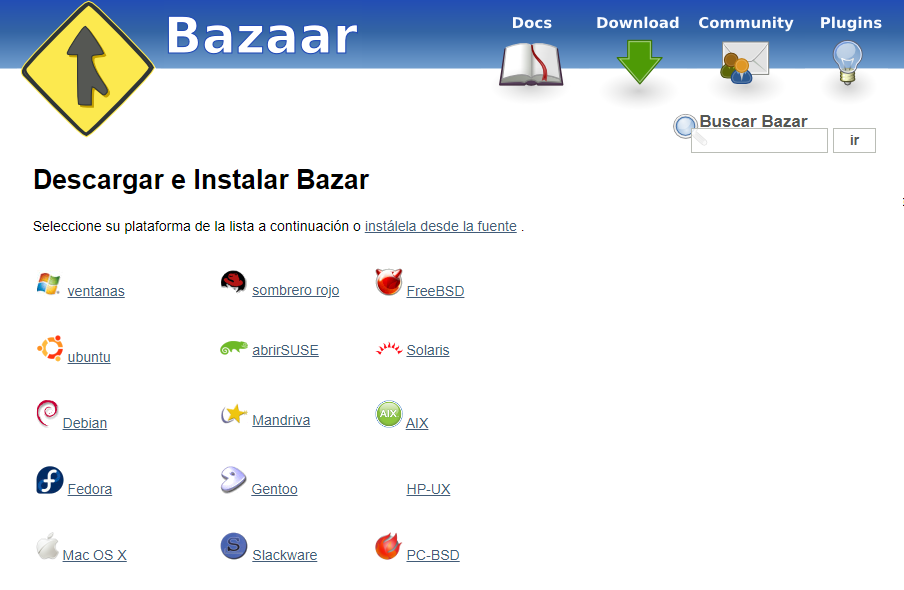 Bazaar
Docs Download Community Plugins
Buscar Bazar
ir
Descargar e Instalar Bazar
Seleccione su plataforma de la lista a continuación o instálela desde la fuente .
ventanas sombrero rojo FreeBSD
ubuntu abrirSUSE Solaris
Debian Mandriva AIX AIX
Fedora Gentoo HP-UX
Mac OS X S Slackware PC-BSD